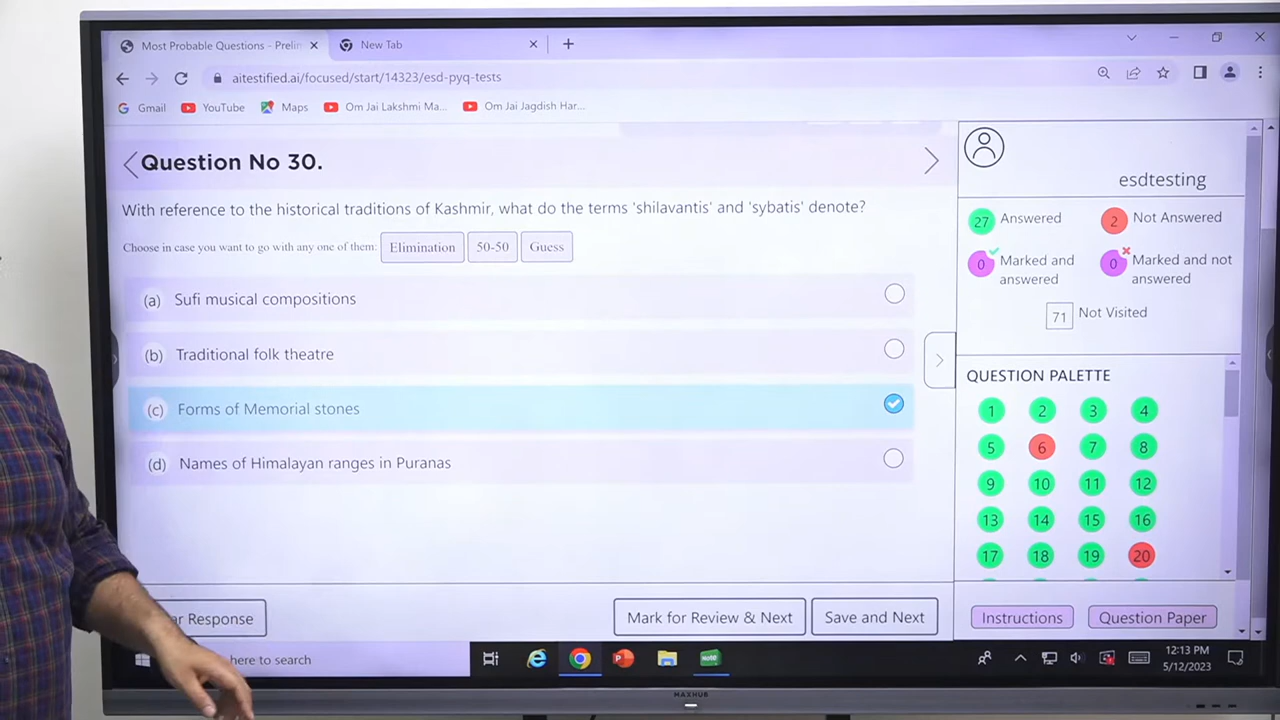 Most Probable Questions - Prelin
New Tab
aitestified.ai/focused/start/14323/esd-pyq-tests
Gmail
YouTube
Maps
Om Jai Lakshmi Ma...
Om Jai Jagdish Har...
Question No 30.
With reference to the historical traditions of Kashmir, what do the terms 'shilavantis' and 'sybatis' denote?
Choose in case you want to go with any one of them: Elimination 50-50 Guess
(a) Sufi musical compositions
(b) Traditional folk theatre
(c) Forms of Memorial stones
(d) Names of Himalayan ranges in Puranas
ar Response
Mark for Review & Next
Save and Next
esdtesting
27 Answered
2 Not Answered
0 Marked and answered
0 Marked and not answered
71 Not Visited
QUESTION PALETTE
1 2 3 4
5 6 7 8
9 10 11 12
13 14 15 16
17 18 19 20
Instructions
Question Paper
here to search
note
12:13 PM
5/12/2023
MAXHUB